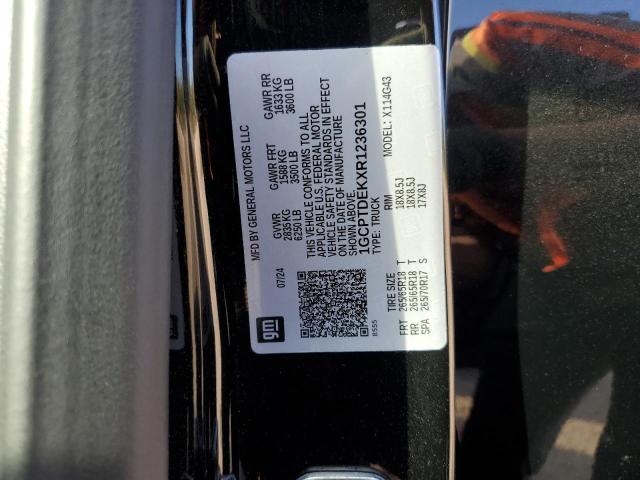 gm
MFD BY GENERAL MOTORS LLC
07/24
GVWR GAWR FRT GAWR RR
2835 KG 1588 KG 1633 KG
6250 LB 3500 LB 3600 LB
THIS VEHICLE CONFORMS TO ALL
APPLICABLE U.S. FEDERAL MOTOR
VEHICLE SAFETY STANDARDS IN EFFECT
ON THE DATE OF MANUFACTURE
SHOWN ABOVE.
1GCPTDEKXR1236301
TYPE: TRUCK MODEL: X114G43
TIRE SIZE RIM
FRT 265/65R18 T 18X8.5J
RR 265/65R18 T 18X8.5J
SPA 265/70R17 S 17X8J